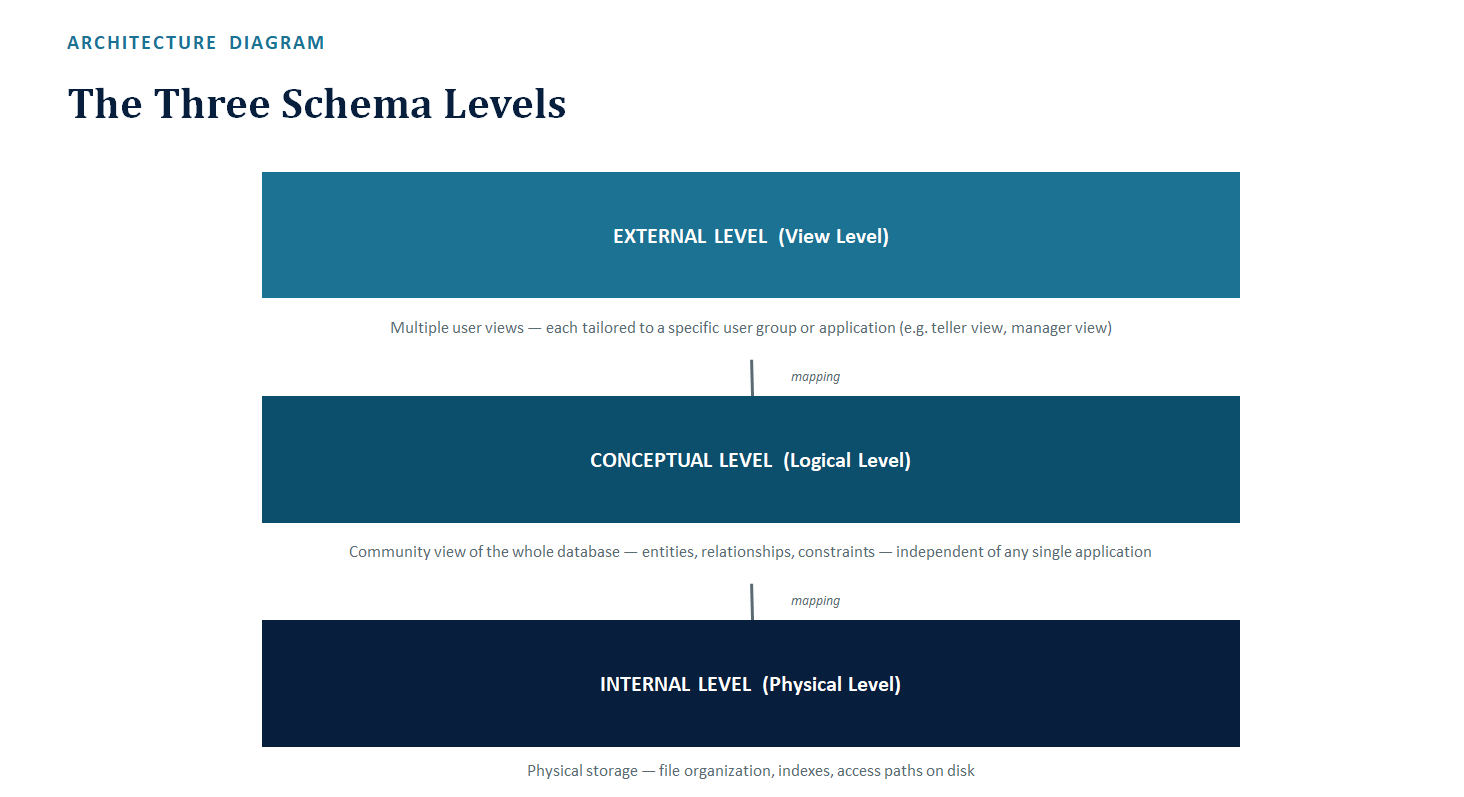 ARCHITECTURE DIAGRAM
The Three Schema Levels
EXTERNAL LEVEL (View Level)
Multiple user views — each tailored to a specific user group or application (e.g. teller view, manager view)
mapping
CONCEPTUAL LEVEL (Logical Level)
Community view of the whole database — entities, relationships, constraints — independent of any single application
mapping
INTERNAL LEVEL (Physical Level)
Physical storage — file organization, indexes, access paths on disk